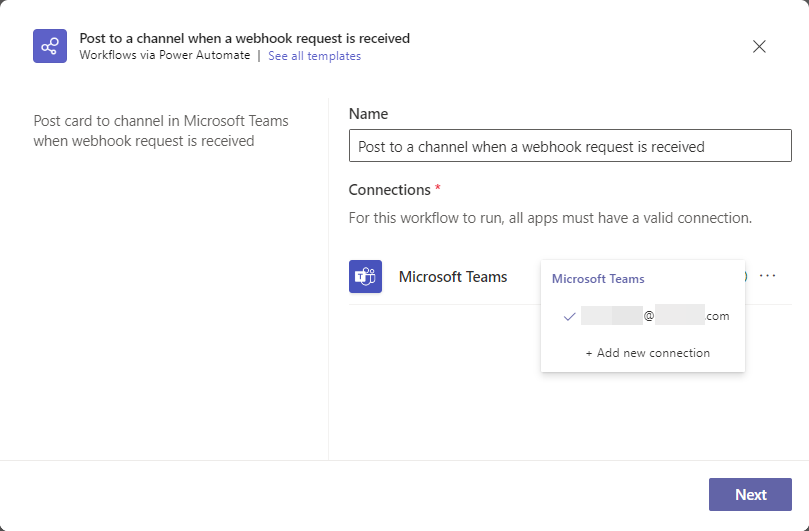 Post to a channel when a webhook request is received
Workflows via Power Automate | See all templates
Post card to channel in Microsoft Teams
when webhook request is received
Name
Post to a channel when a webhook request is received
Connections *
For this workflow to run, all apps must have a valid connection.
Microsoft Teams
Microsoft Teams
@ .com
+ Add new connection
Next